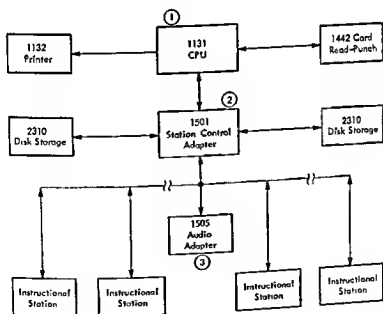 1
1132
Printer
1131
CPU
1442 Card
Read-Punch
2
2310
Disk Storage
1501
Station Control
Adapter
2310
Disk Storage
1505
Audio
Adapter
3
Instructional
Station
Instructional
Station
Instructional
Station
Instructional
Station